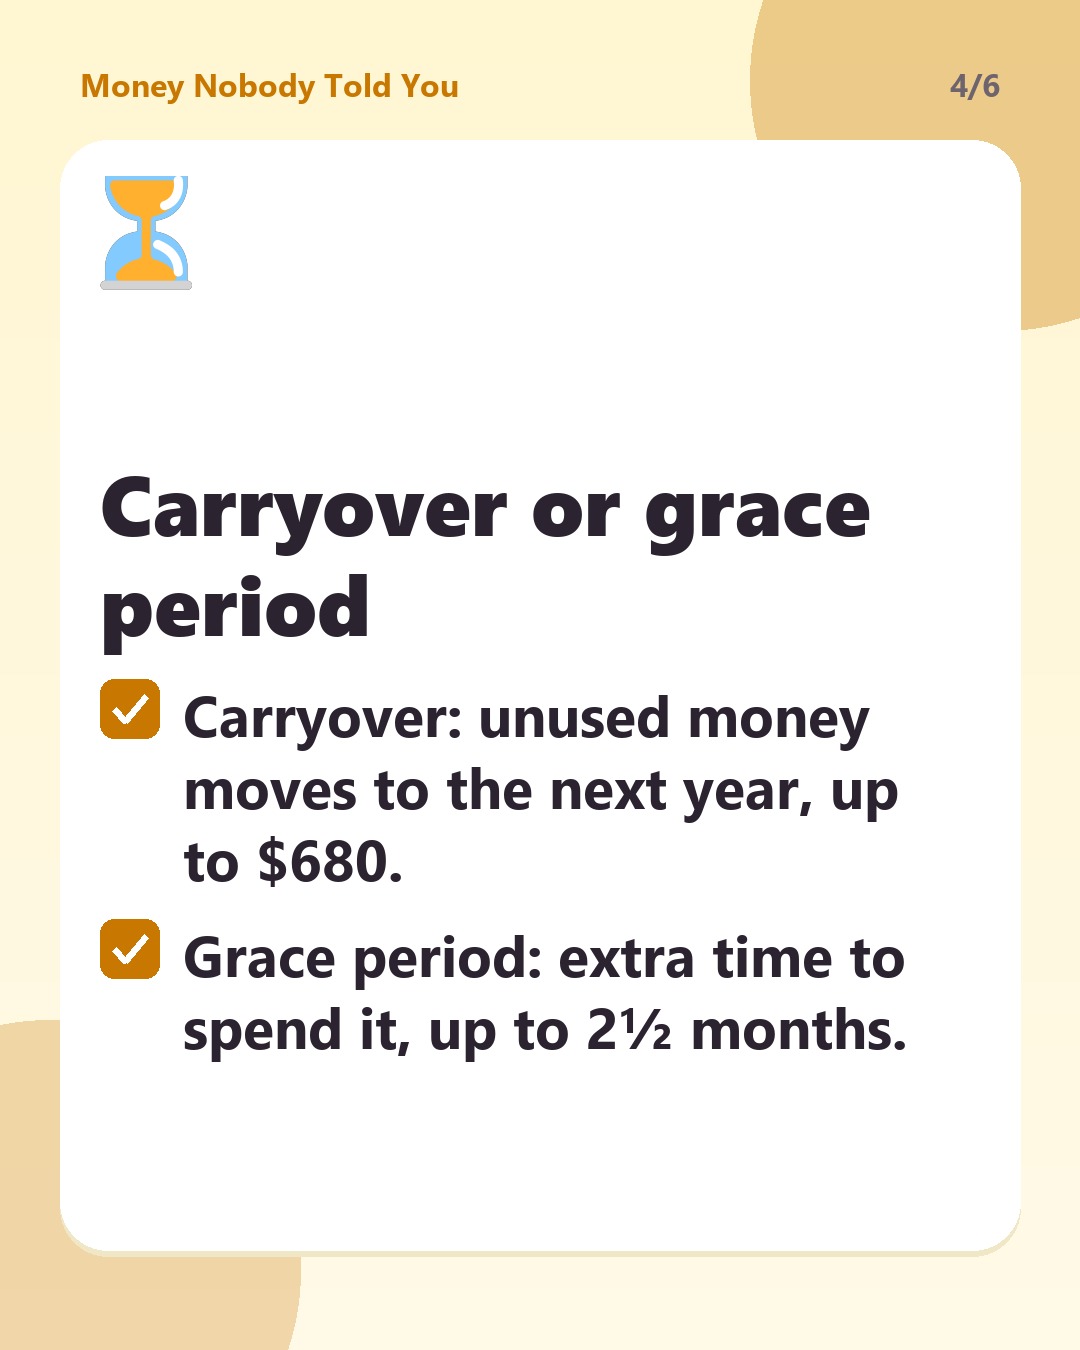 Money Nobody Told You
4/6
Carryover or grace
period
Carryover: unused money
moves to the next year, up
to $680.
Grace period: extra time to
spend it, up to 2½ months.